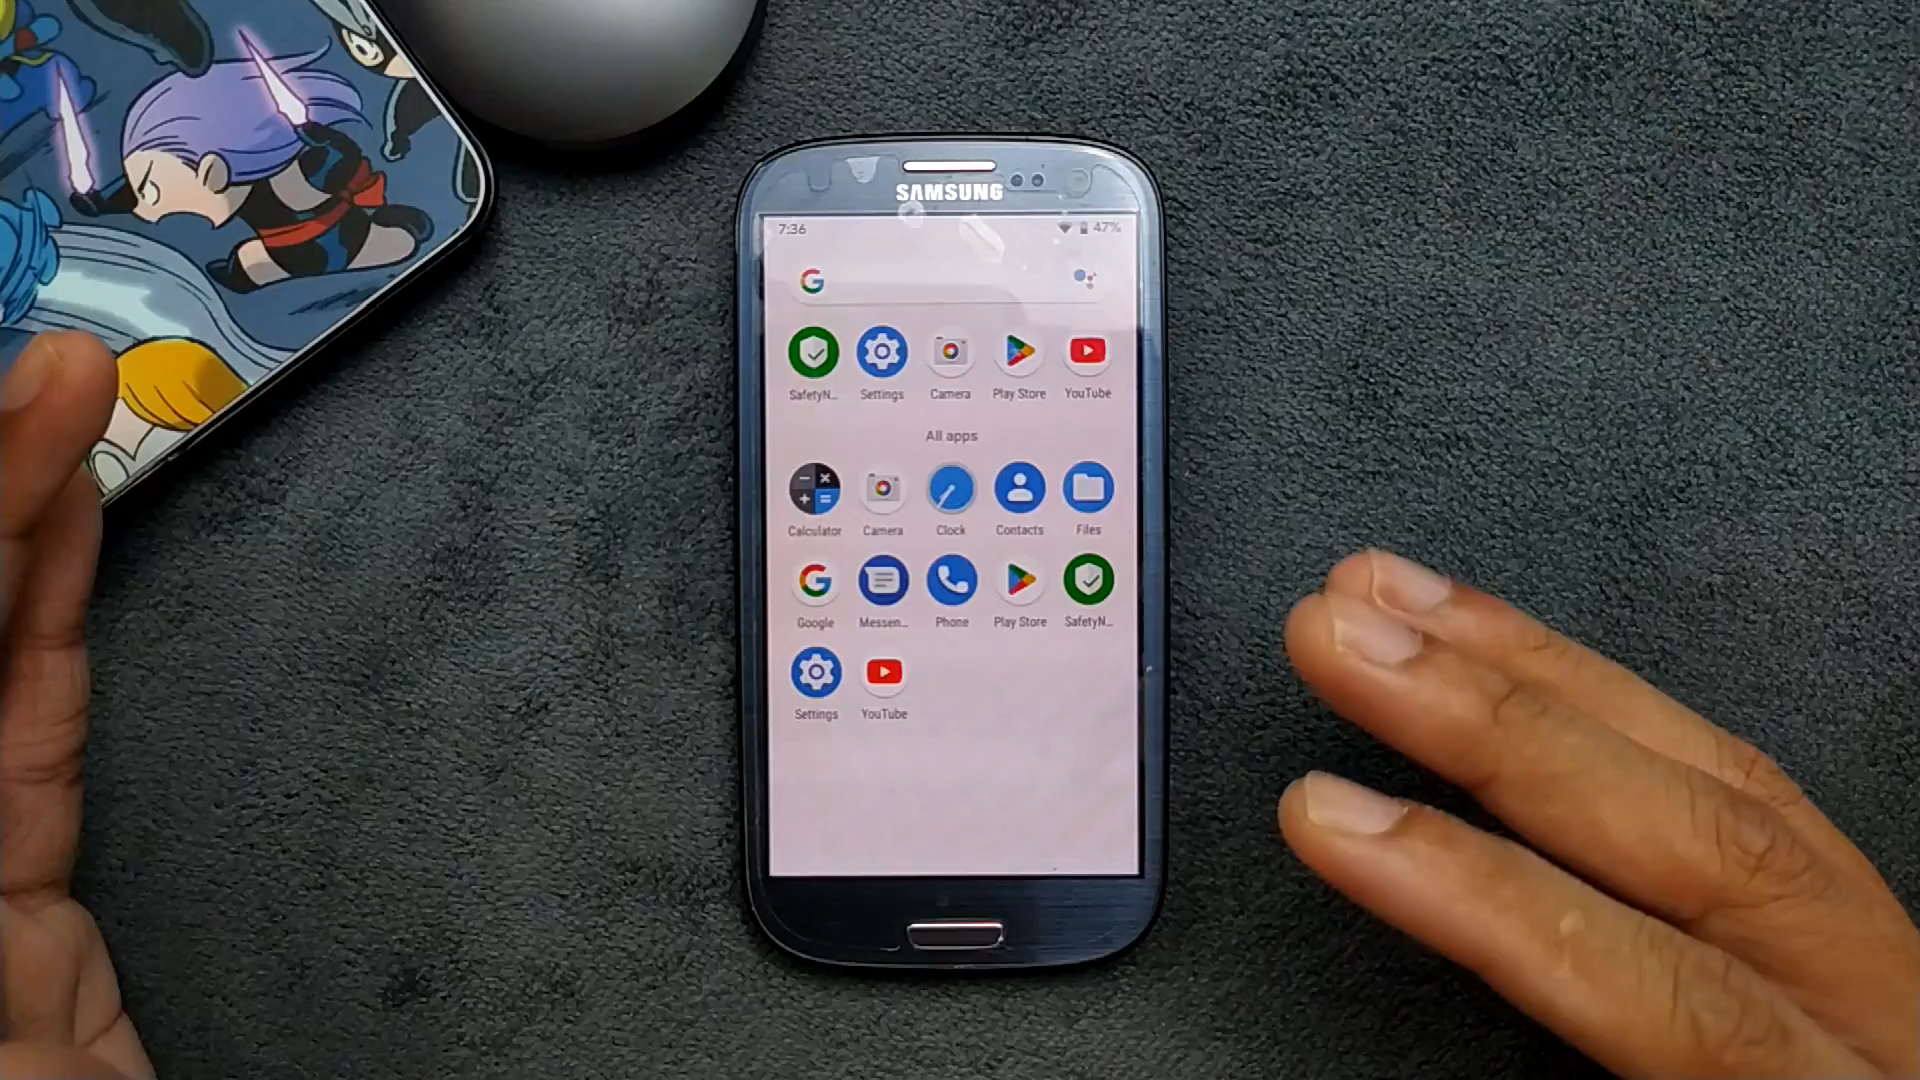 SAMSUNG
7:36 47%
SafetyN... Settings Camera Play Store YouTube
All apps
Calculator Camera Clock Contacts Files
Google Messen... Phone Play Store SafetyN...
Settings YouTube